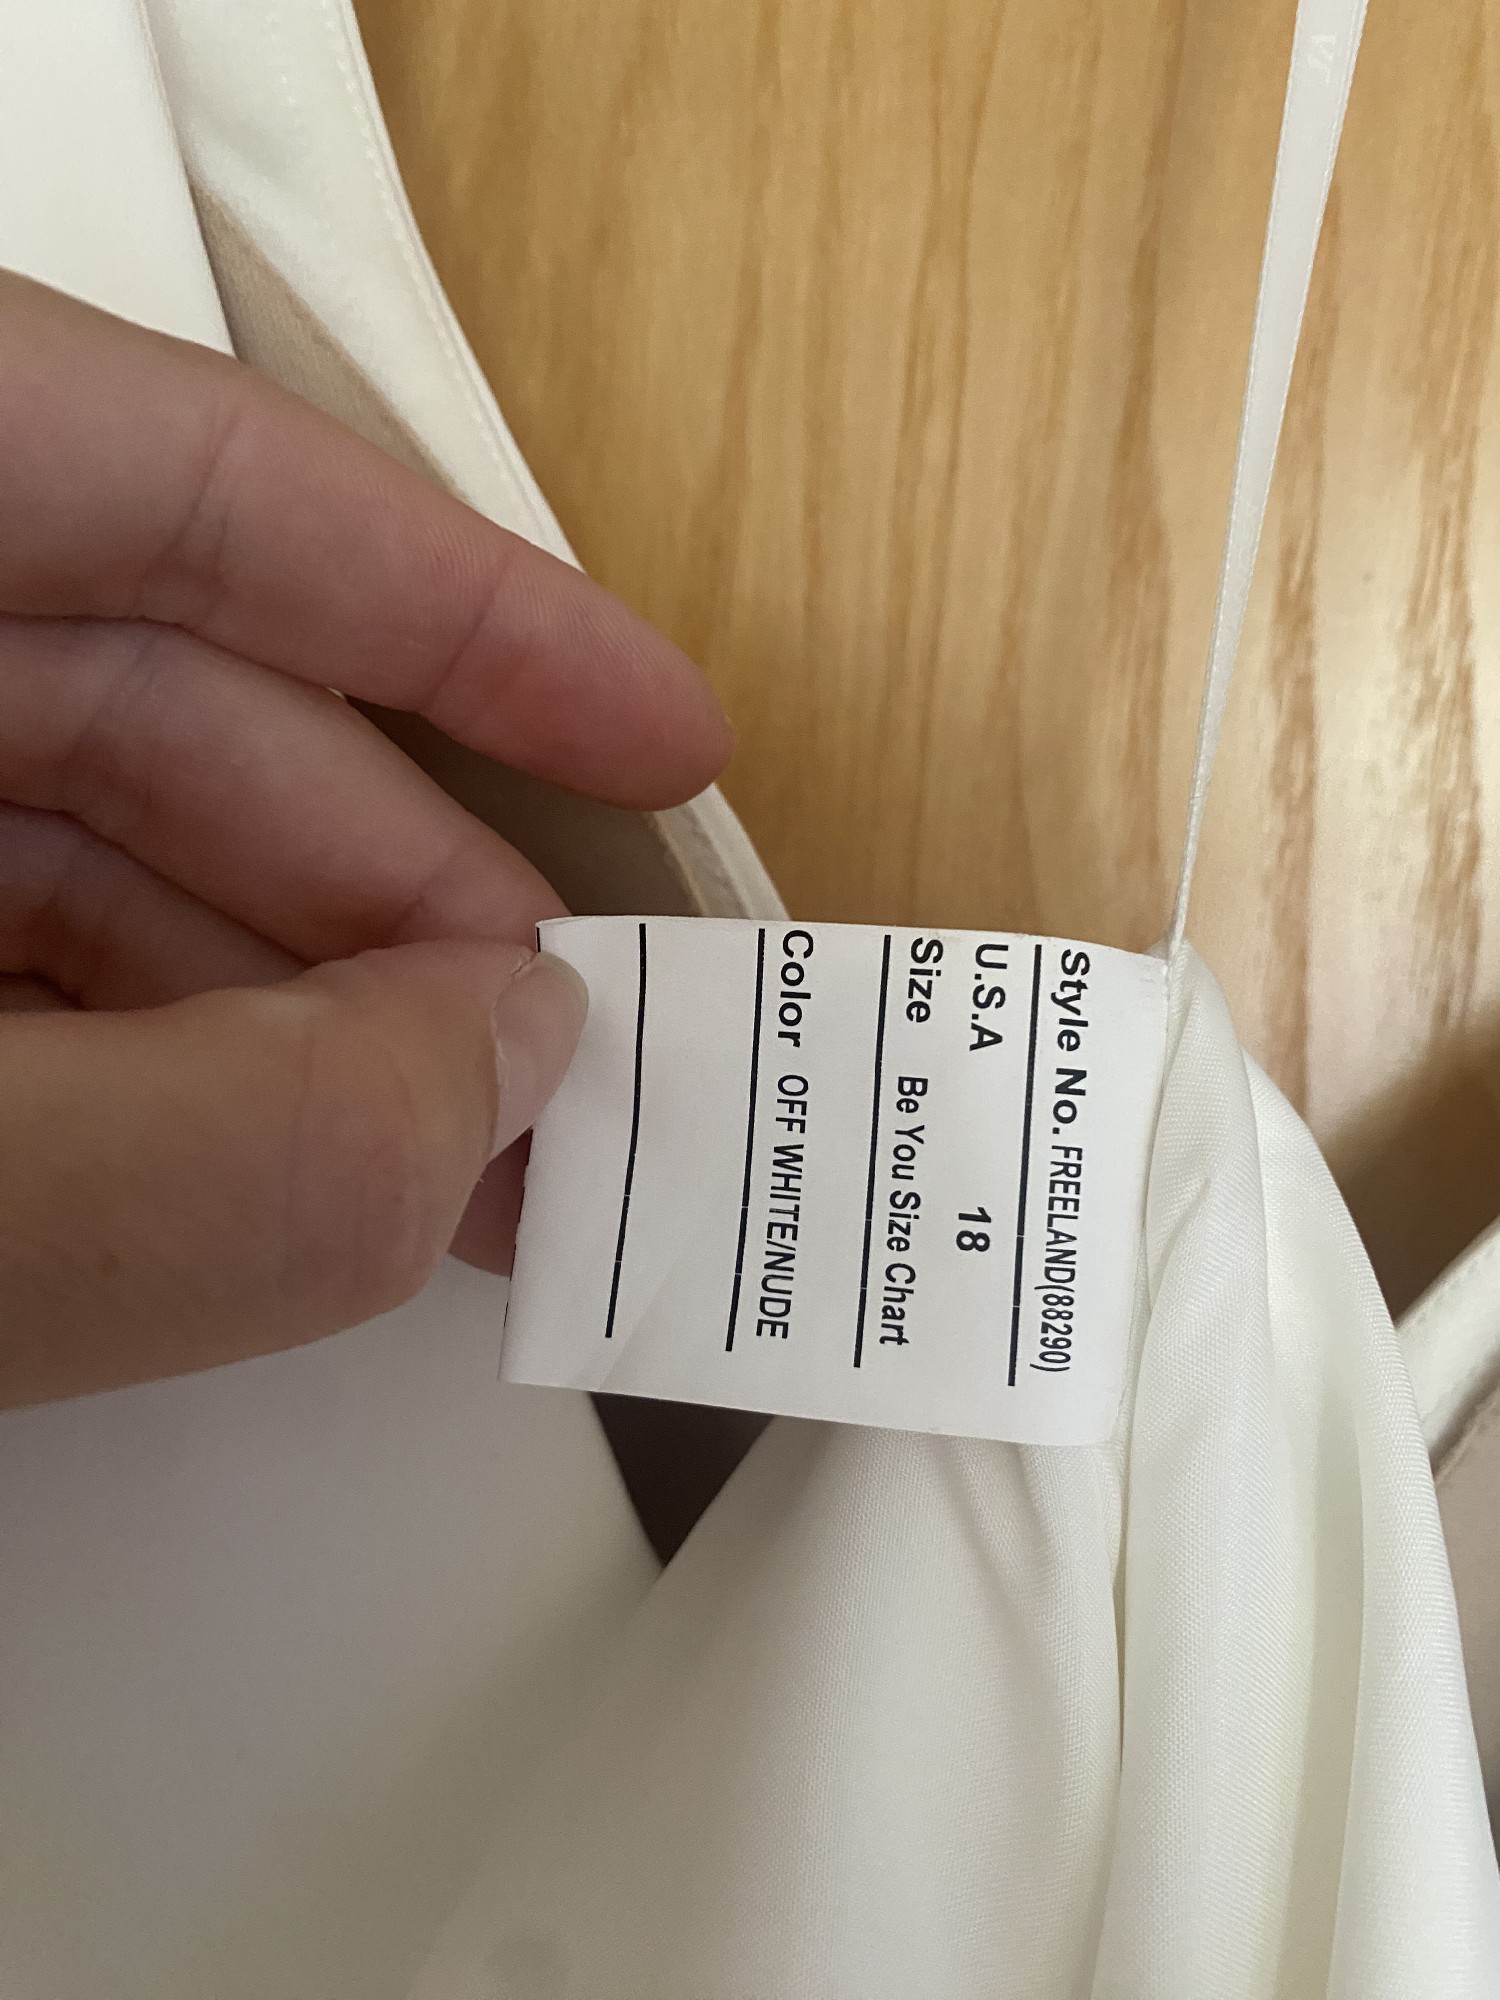 Style No. FREELAND(88290)
U.S.A 18
Size Be You Size Chart
Color OFF WHITE/NUDE